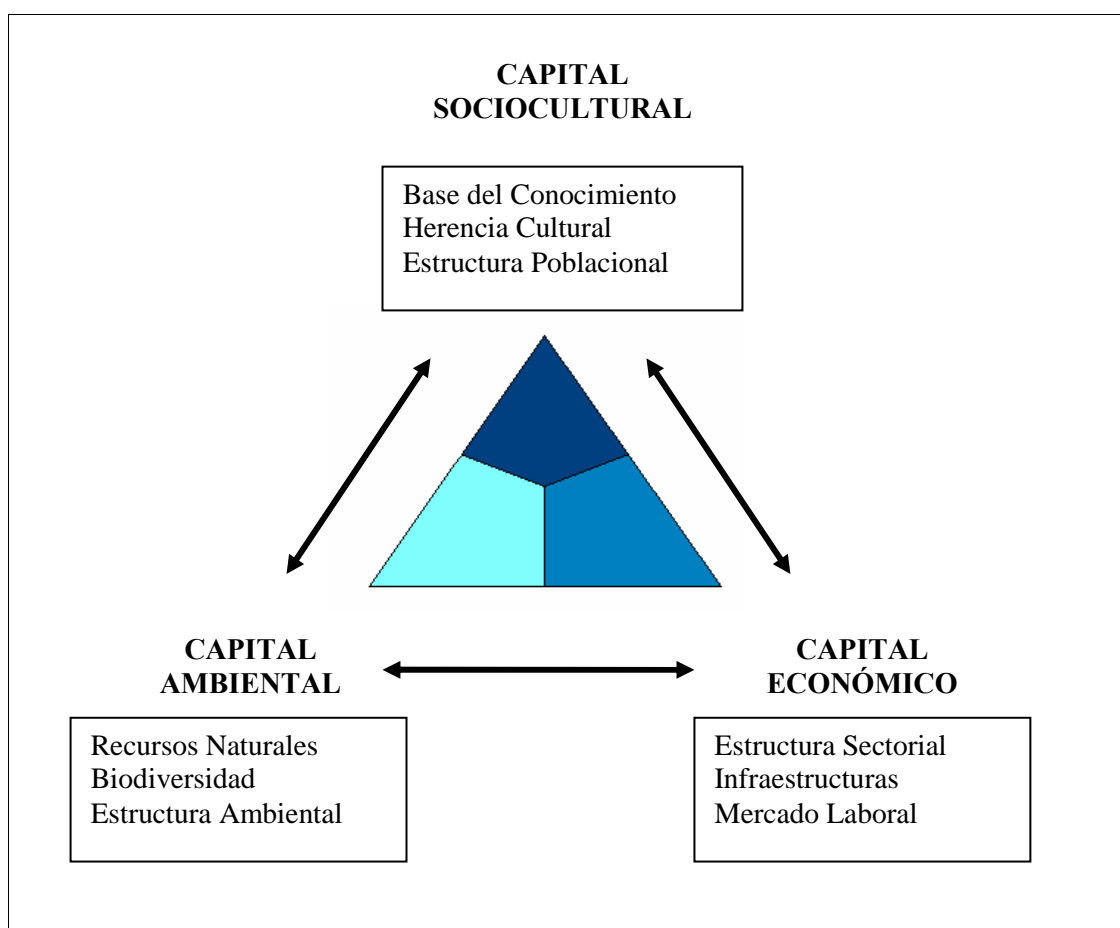 CAPITAL
SOCIOCULTURAL
Base del Conocimiento
Herencia Cultural
Estructura Poblacional
CAPITAL
AMBIENTAL
Recursos Naturales
Biodiversidad
Estructura Ambiental
CAPITAL
ECONÓMICO
Estructura Sectorial
Infraestructuras
Mercado Laboral